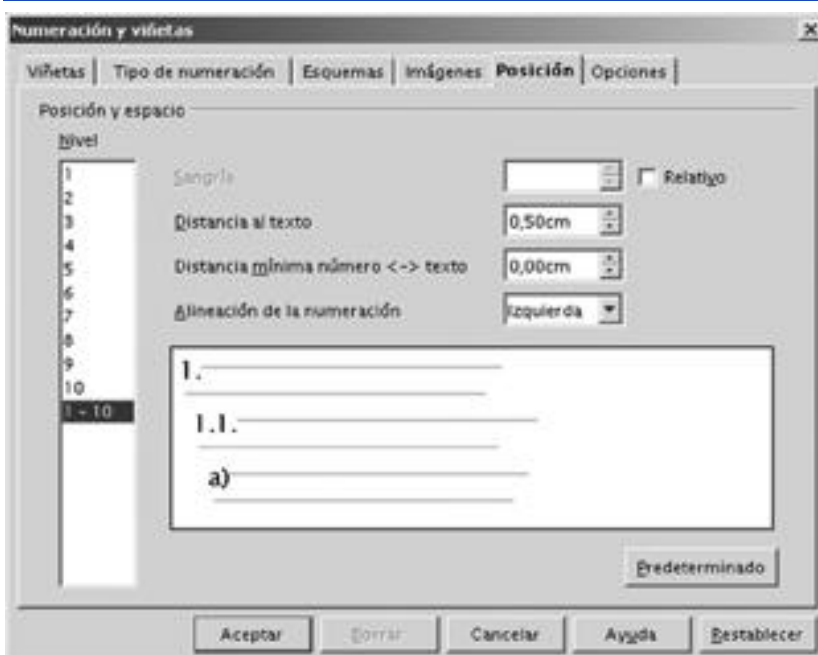 Numeración y viñetas
Viñetas Tipo de numeración Esquemas Imágenes Posición Opciones
Posición y espacio
Nivel
1
2
3
4
5
6
7
8
9
10
1 - 10
Sangría
Relativo
Distancia al texto 0,50cm
Distancia mínima número <-> texto 0,00cm
Alineación de la numeración Izquierda
1.
1.1.
a)
Predeterminado
Aceptar Borrar Cancelar Ayuda Restablecer